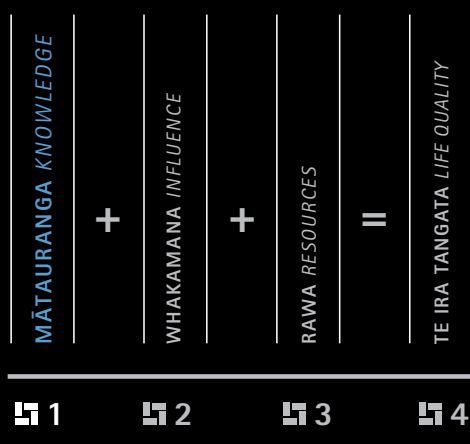 MĀTAURANGA KNOWLEDGE
+
WHAKAMANA INFLUENCE
+
RAWA RESOURCES
=
TE IRA TANGATA LIFE QUALITY
1
2
3
4